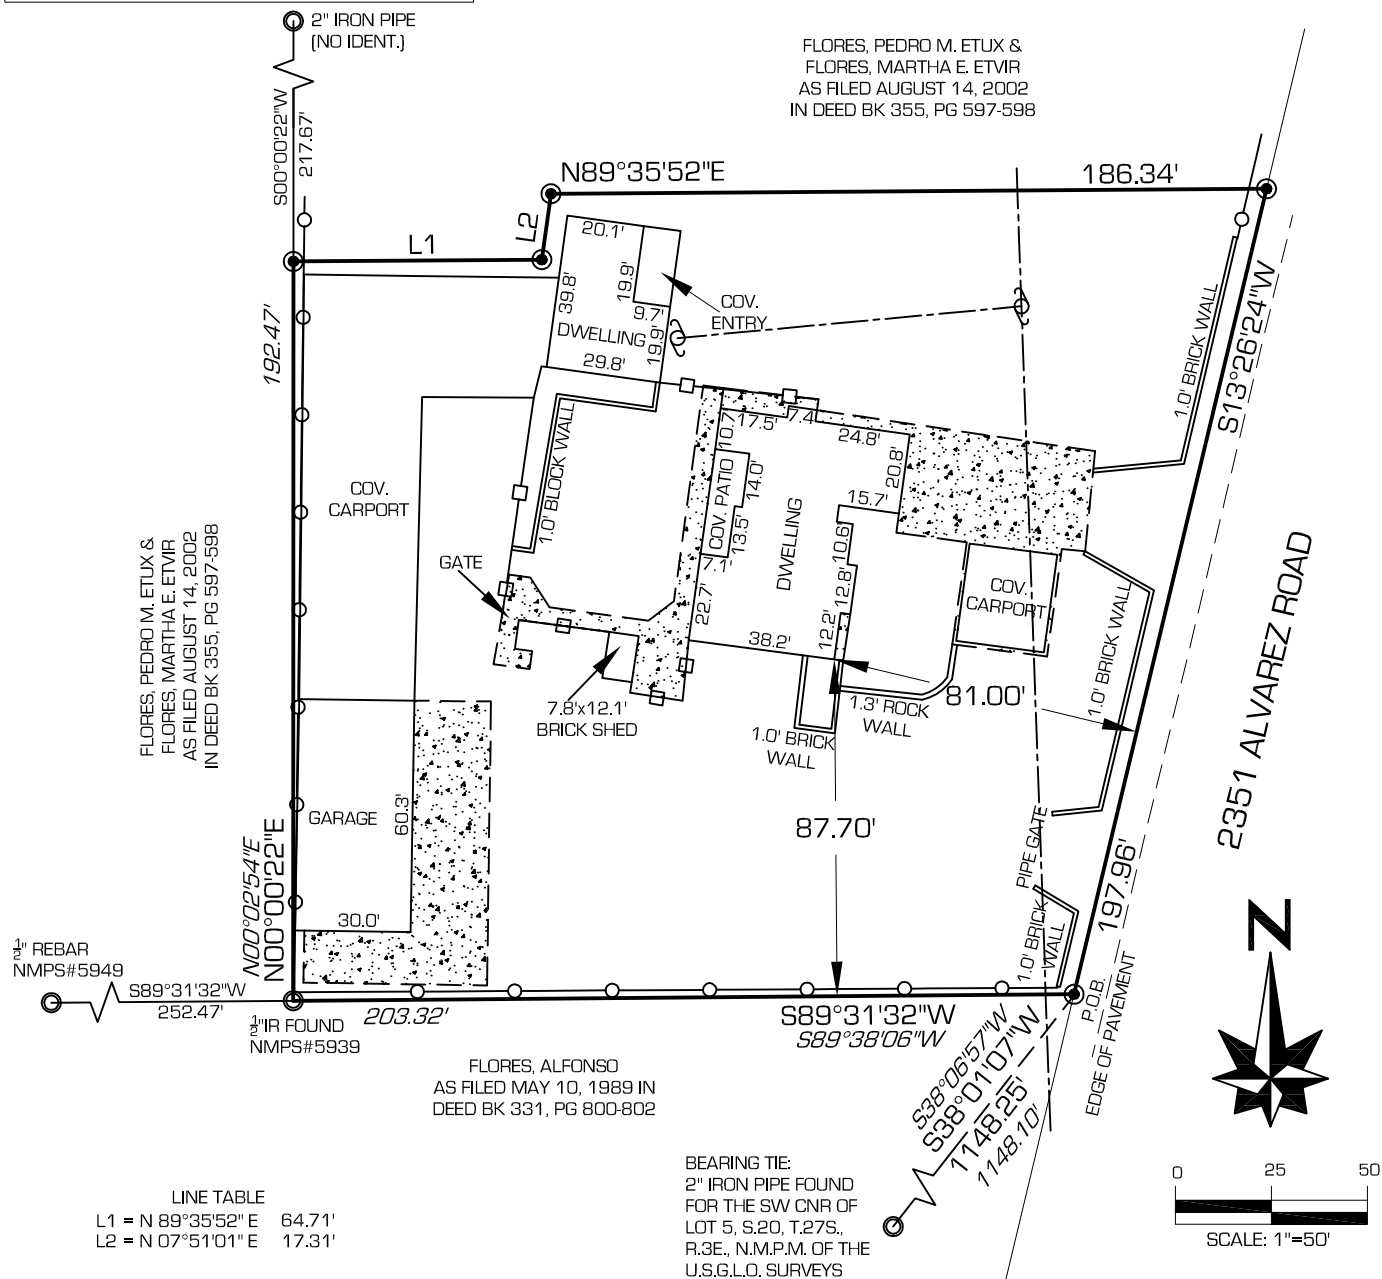 2" IRON PIPE
(NO IDENT.)
FLORES, PEDRO M. ETUX &
FLORES, MARTHA E. ETVIR
AS FILED AUGUST 14, 2002
IN DEED BK 355, PG 597-598
S00°00'22"W
217.67'
N89°35'52"E
186.34'
L1
L2
20.1'
39.8'
19.9'
9.7'
19.9'
DWELLING
29.8'
COV.
ENTRY
192.47'
1.0' BRICK WALL
S13°26'24"W
COV.
CARPORT
1.0' BLOCK WALL
10.7'
17.5'
7.4'
24.8'
20.8'
15.7'
COV. PATIO
14.0'
13.5'
7.1'
22.7'
DWELLING
10.6'
12.8'
12.2'
38.2'
GATE
COV.
CARPORT
1.0' BRICK WALL
FLORES, PEDRO M. ETUX &
FLORES, MARTHA E. ETVIR
AS FILED AUGUST 14, 2002
IN DEED BK 355, PG 597-598
7.8'x12.1'
BRICK SHED
1.0' BRICK
WALL
1.3' ROCK
WALL
81.00'
2351 ALVAREZ ROAD
GARAGE
60.3'
87.70'
PIPE GATE
197.96'
N00°02'54"E
N00°00'22"E
30.0'
1.0' BRICK
WALL
1/2" REBAR
NMPS#5949
S89°31'32"W
252.47'
1/2"IR FOUND
NMPS#5939
203.32'
S89°31'32"W
S89°38'06"W
P.O.B.
EDGE OF PAVEMENT
N
FLORES, ALFONSO
AS FILED MAY 10, 1989 IN
DEED BK 331, PG 800-802
S38°06'57"W
S38°01'07"W
1148.25'
1148.10'
BEARING TIE:
2" IRON PIPE FOUND
FOR THE SW CNR OF
LOT 5, S.20, T.27S.,
R.3E., N.M.P.M. OF THE
U.S.G.L.O. SURVEYS
LINE TABLE
L1 = N 89°35'52" E 64.71'
L2 = N 07°51'01" E 17.31'
0 25 50
SCALE: 1"=50'